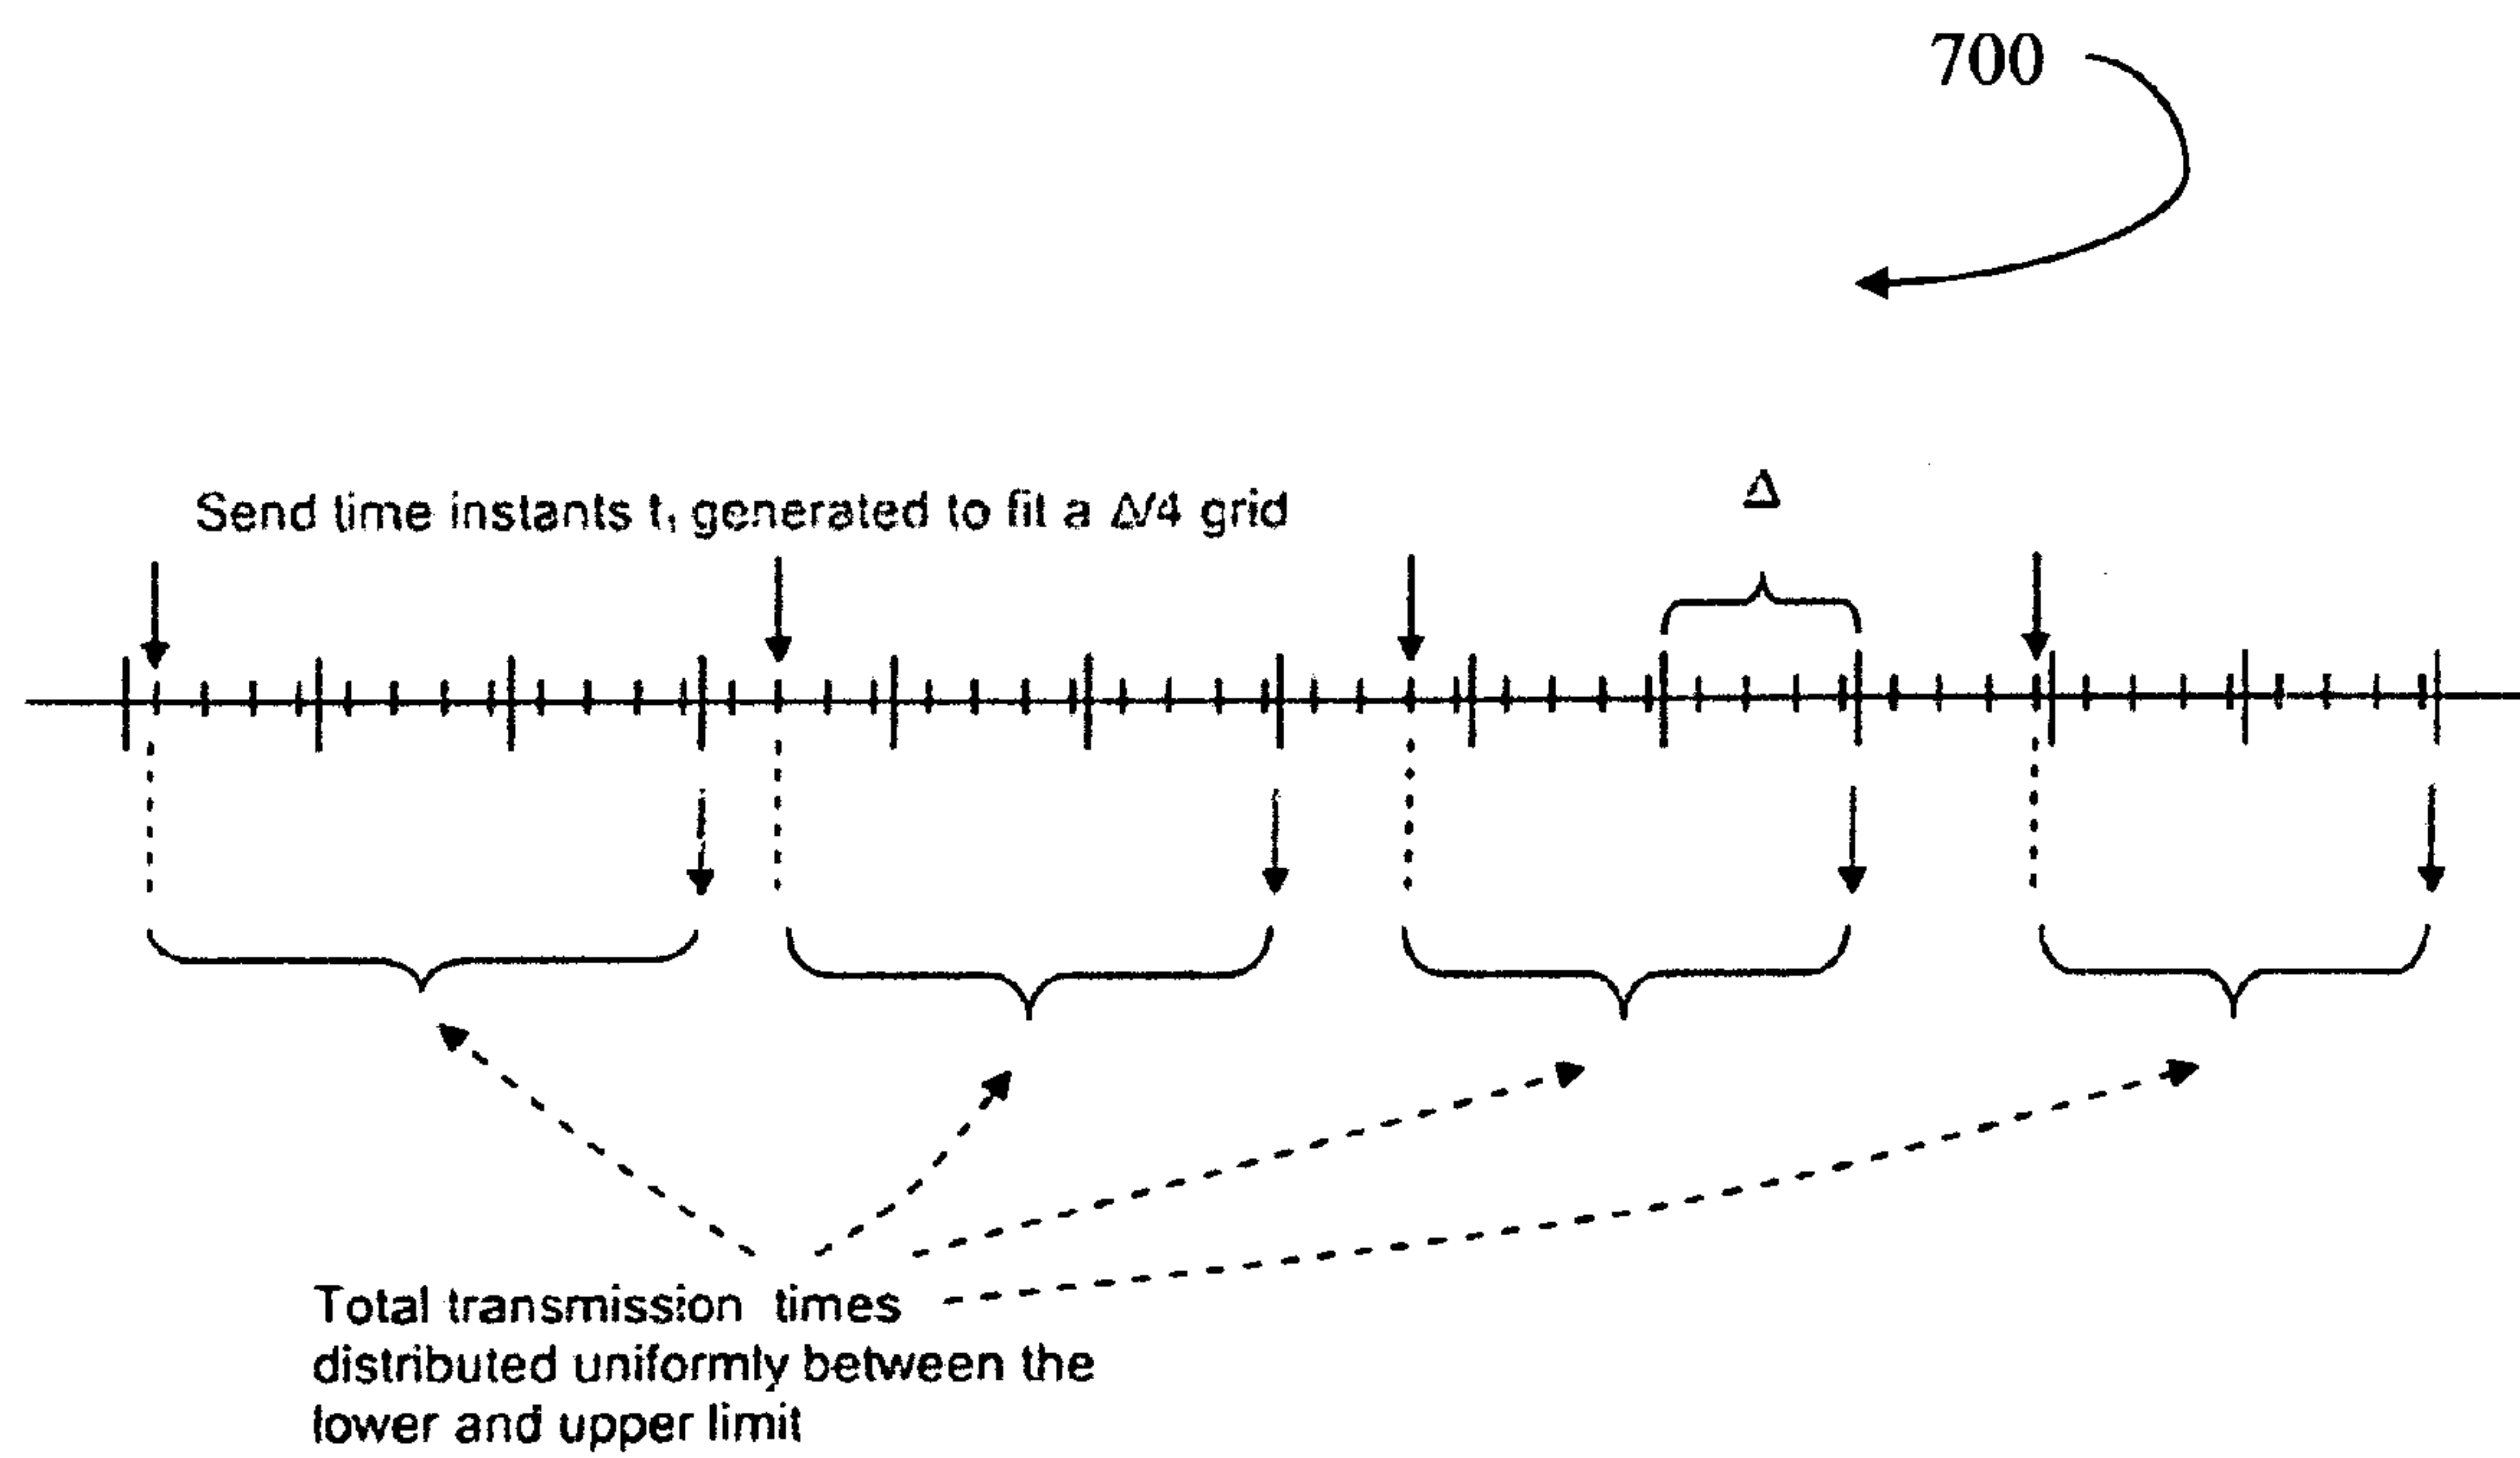 700
Send time instants tᵢ generated to fit a Δ/4 grid
Δ
Total transmission times
distributed uniformly between the
lower and upper limit